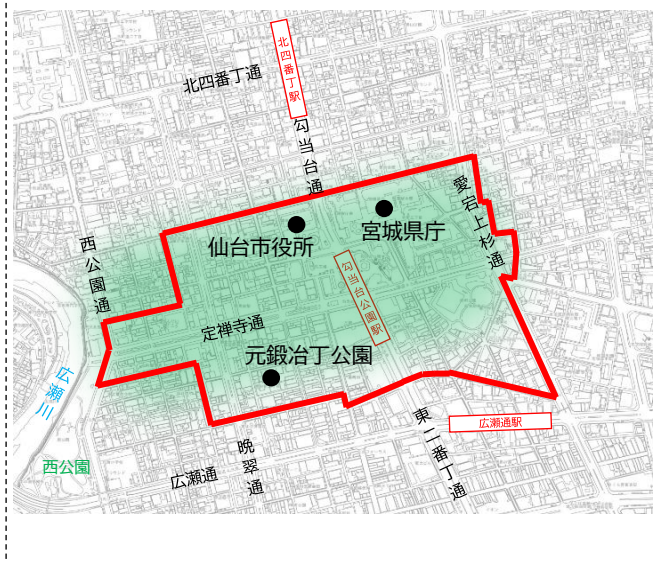 北四番丁通
北四番丁駅
勾当台通
愛宕上杉通
宮城県庁
仙台市役所
西公園通
勾当台公園駅
定禅寺通
元鍛冶丁公園
広瀬川
東二番丁通
広瀬通駅
晩翠通
西公園
広瀬通